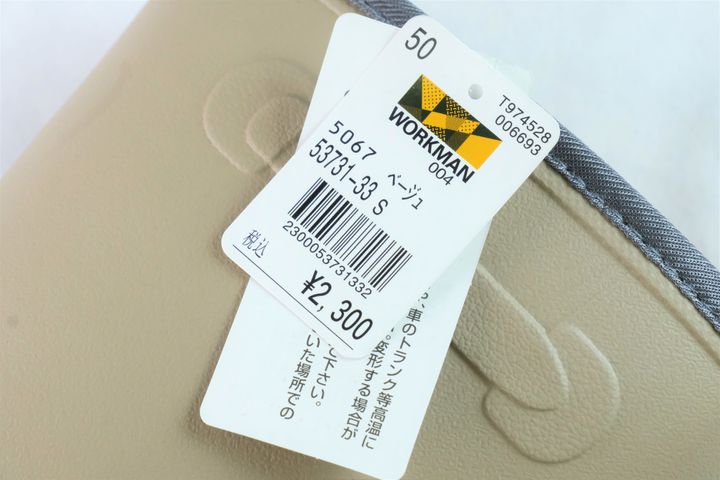 50
T974528
006693
WORKMAN
004
5067 ベージュ
53731-33 S
2300053731332
税込
¥2,300
、車のトランク等高温に
。変形する場合が
て下さい。
いた場所での